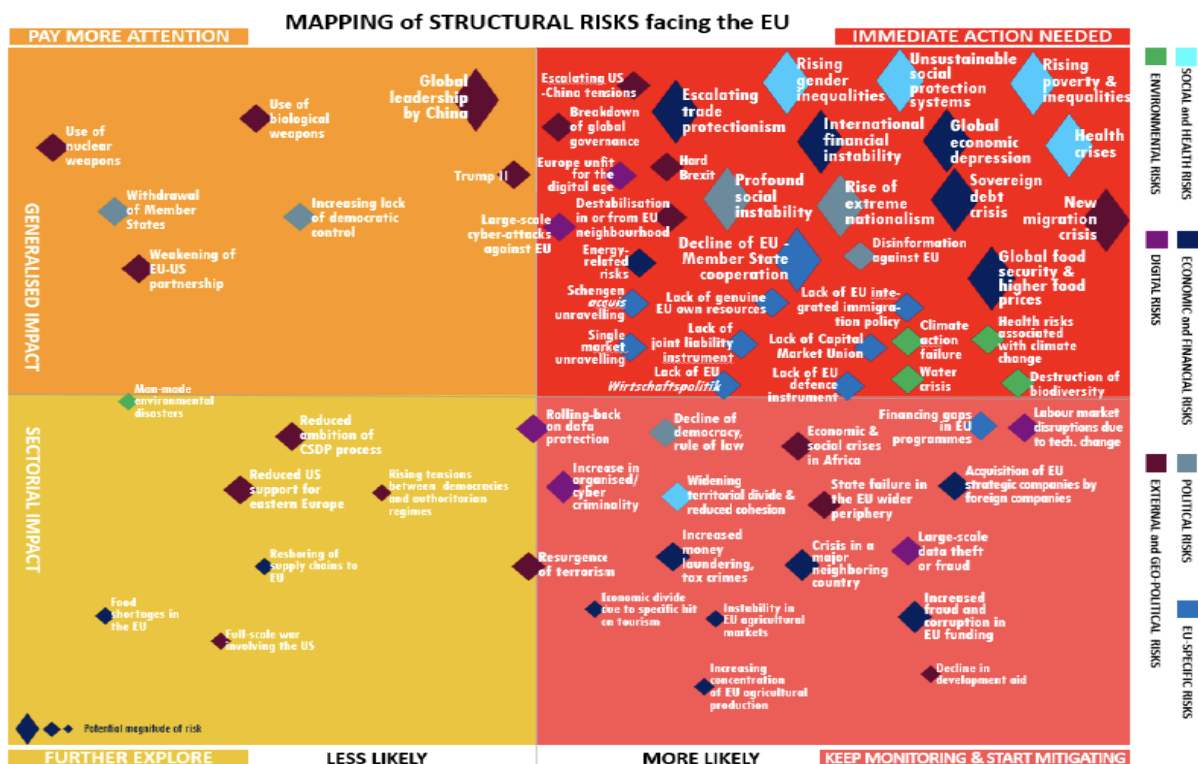 MAPPING of STRUCTURAL RISKS facing the EU
PAY MORE ATTENTION
IMMEDIATE ACTION NEEDED
GENERALISED IMPACT
Use of
nuclear
weapons
Use of
biological
weapons
Global
leadership
by China
Trump II
Withdrawal
of Member
States
Increasing lack
of democratic
control
Weakening of
EU-US
partnership
Escalating US
-China tensions
Breakdown
of global
governance
Escalating
trade
protectionism
Rising
gender
inequalities
Unsustainable
social
protection
systems
Rising
poverty &
inequalities
International
financial
instability
Global
economic
depression
Health
crises
Europe unfit
for the
digital age
Hard
Brexit
Profound
social
instability
Rise of
extreme
nationalism
Sovereign
debt
crisis
New
migration
crisis
Large-scale
cyber-attacks
against EU
Destabilisation
in or from EU
neighbourhood
Energy-
related
risks
Decline of EU -
Member State
cooperation
Disinformation
against EU
Global food
security &
higher food
prices
Schengen
acquis
unravelling
Lack of genuine
EU own resources
Lack of EU inte-
grated immigra-
tion policy
Single
market
unravelling
Lack of
joint liability
instrument
Lack of Capital
Market Union
Climate
action
failure
Health risks
associated
with climate
change
Lack of EU
Wirtschaftspolitik
Lack of EU
defence
instrument
Water
crisis
Destruction of
biodiversity
SECTORIAL IMPACT
Man-made
environmental
disasters
Reduced
ambition of
CSDP process
Reduced US
support for
eastern Europe
Rising tensions
between democracies
and authoritarian
regimes
Reshoring of
supply chains to
EU
Food
shortages in
the EU
Full-scale war
involving the US
Potential magnitude of risk
Rolling-back
on data
protection
Decline of
democracy,
rule of law
Economic &
social crises
in Africa
Financing gaps
in EU
programmes
Labour market
disruptions due
to tech. change
Increase in
organised/
cyber
criminality
Widening
territorial divide &
reduced cohesion
State failure in
the EU wider
periphery
Acquisition of EU
strategic companies by
foreign companies
Resurgence
of terrorism
Increased
money
laundering,
tax crimes
Crisis in a
major
neighboring
country
Large-scale
data theft
or fraud
Economic divide
due to specific hit
on tourism
Instability in
EU agricultural
markets
Increased
fraud and
corruption in
EU funding
Increasing
concentration
of EU agricultural
production
Decline in
development aid
FURTHER EXPLORE
LESS LIKELY
MORE LIKELY
KEEP MONITORING & START MITIGATING
SOCIAL and HEALTH RISKS
ENVIRONMENTAL RISKS
ECONOMIC and FINANCIAL RISKS
DIGITAL RISKS
POLITICAL RISKS
EXTERNAL and GEO-POLITICAL RISKS
EU-SPECIFIC RISKS